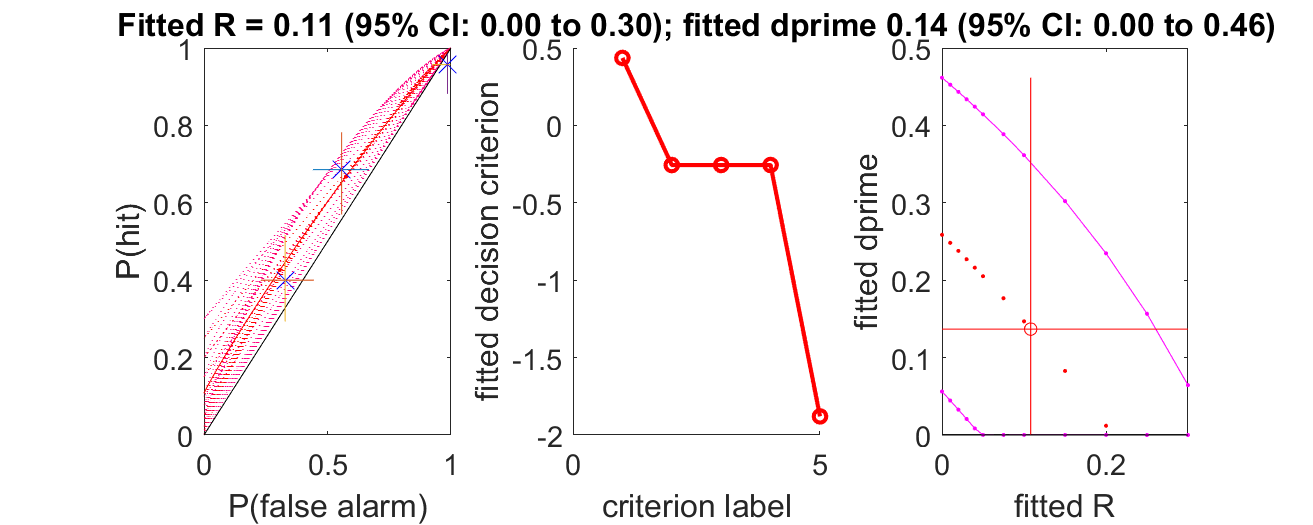 Fitted R = 0.11 (95% CI: 0.00 to 0.30); fitted dprime 0.14 (95% CI: 0.00 to 0.46)
P(hit)
1
0.8
0.6
0.4
0.2
0
0 0.5 1
P(false alarm)
fitted decision criterion
0.5
0
-0.5
-1
-1.5
-2
0 5
criterion label
fitted dprime
0.5
0.4
0.3
0.2
0.1
0
0 0.2
fitted R